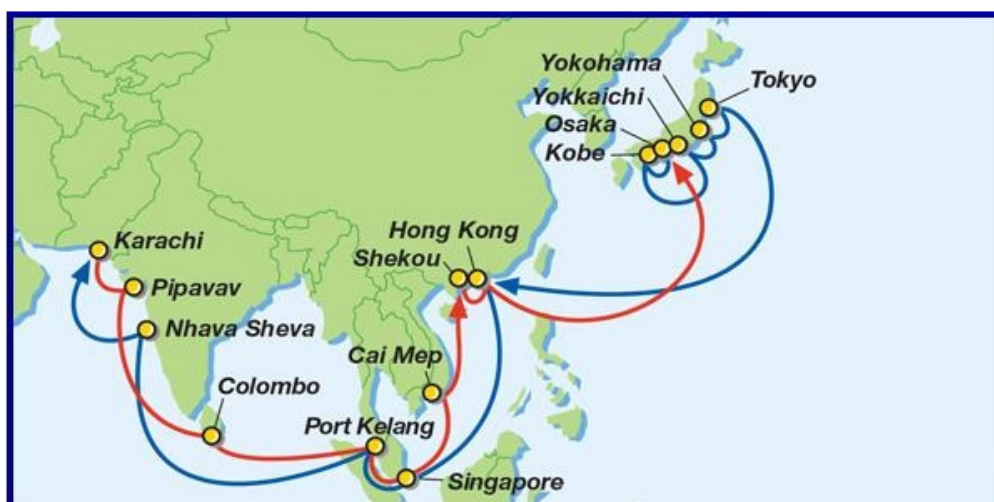 Yokohama
Tokyo
Yokkaichi
Osaka
Kobe
Hong Kong
Karachi
Shekou
Pipavav
Nhava Sheva
Cai Mep
Colombo
Port Kelang
Singapore